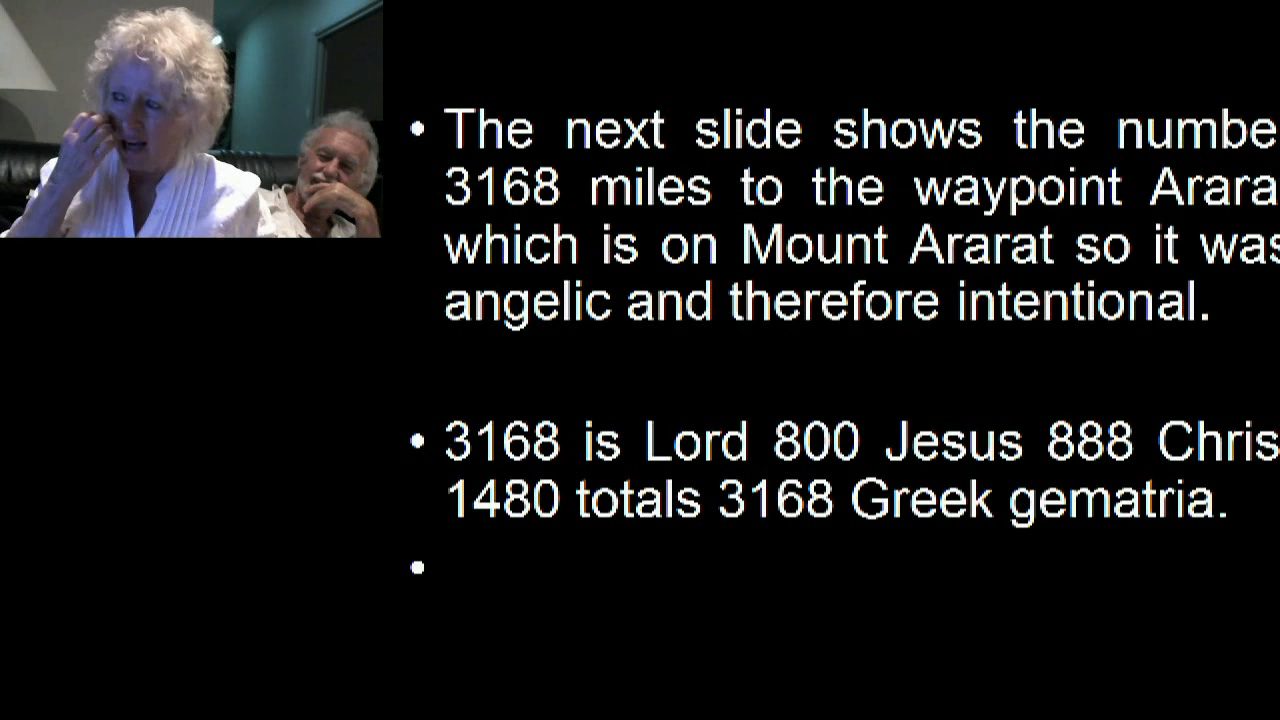 • The next slide shows the numbe
3168 miles to the waypoint Arara
which is on Mount Ararat so it was
angelic and therefore intentional.
• 3168 is Lord 800 Jesus 888 Chris
1480 totals 3168 Greek gematria.
•